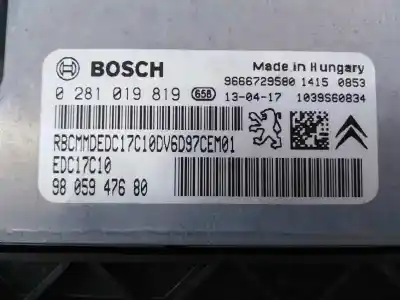 BOSCH
Made in Hungary
9666729580 1415 0853
0 281 019 819 658 13-04-17 1039S60834
RBCMMDEDC17C10DV6D97CEM01
EDC17C10
98 059 476 80